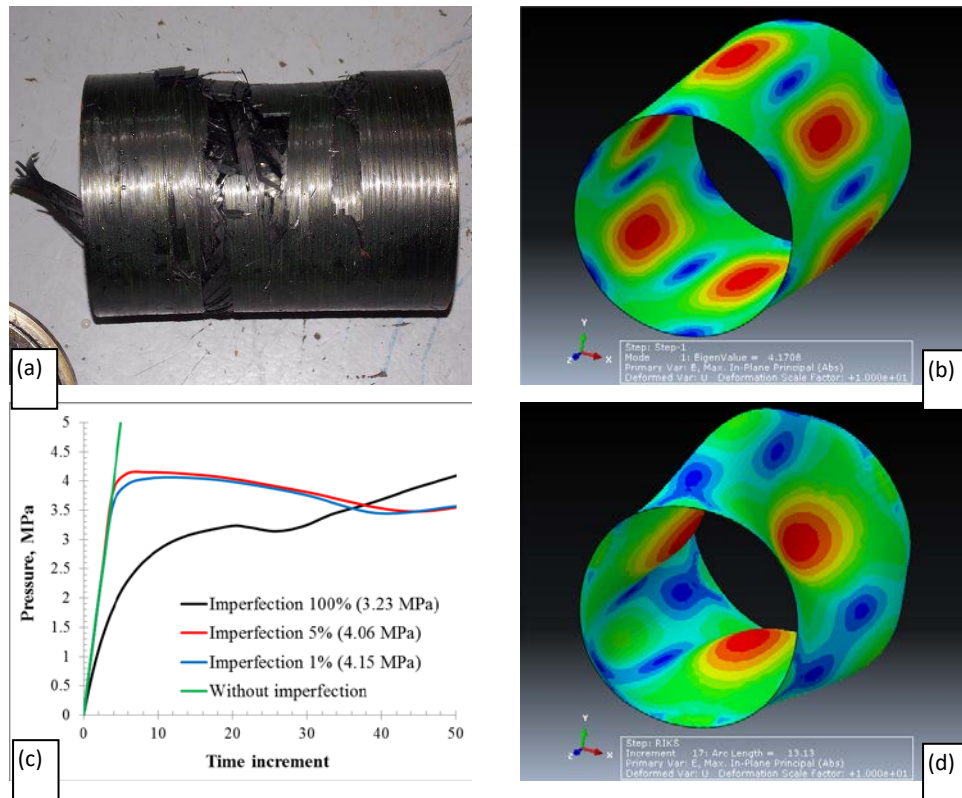 (a)
Y
Z
X
Step: Step-1
Mode 1: EigenValue = 4.1708
Primary Var: E, Max. In-Plane Principal (Abs)
Deformed Var: U Deformation Scale Factor: +1.000e+01
(b)
5
4.5
4
3.5
3
2.5
2
1.5
1
0.5
0
Pressure, MPa
Imperfection 100% (3.23 MPa)
Imperfection 5% (4.06 MPa)
Imperfection 1% (4.15 MPa)
Without imperfection
0 10 20 30 40 50
Time increment
(c)
Y
Z
X
Step: RIKS
Increment 17: Arc Length = 13.13
Primary Var: E, Max. In-Plane Principal (Abs)
Deformed Var: U Deformation Scale Factor: +1.000e+01
(d)